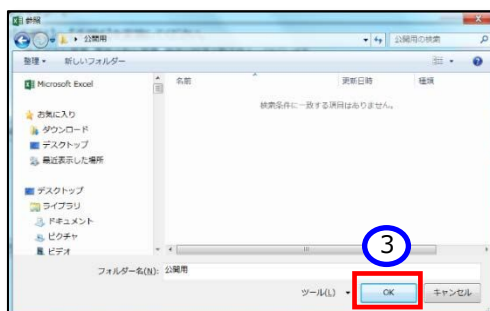 参照
公開用
公開用の検索
整理
新しいフォルダー
Microsoft Excel
名前
更新日時
種類
検索条件に一致する項目はありません。
お気に入り
ダウンロード
デスクトップ
最近表示した場所
デスクトップ
ライブラリ
ドキュメント
ピクチャ
ビデオ
3
フォルダー名(N): 公開用
ツール(L)
OK
キャンセル